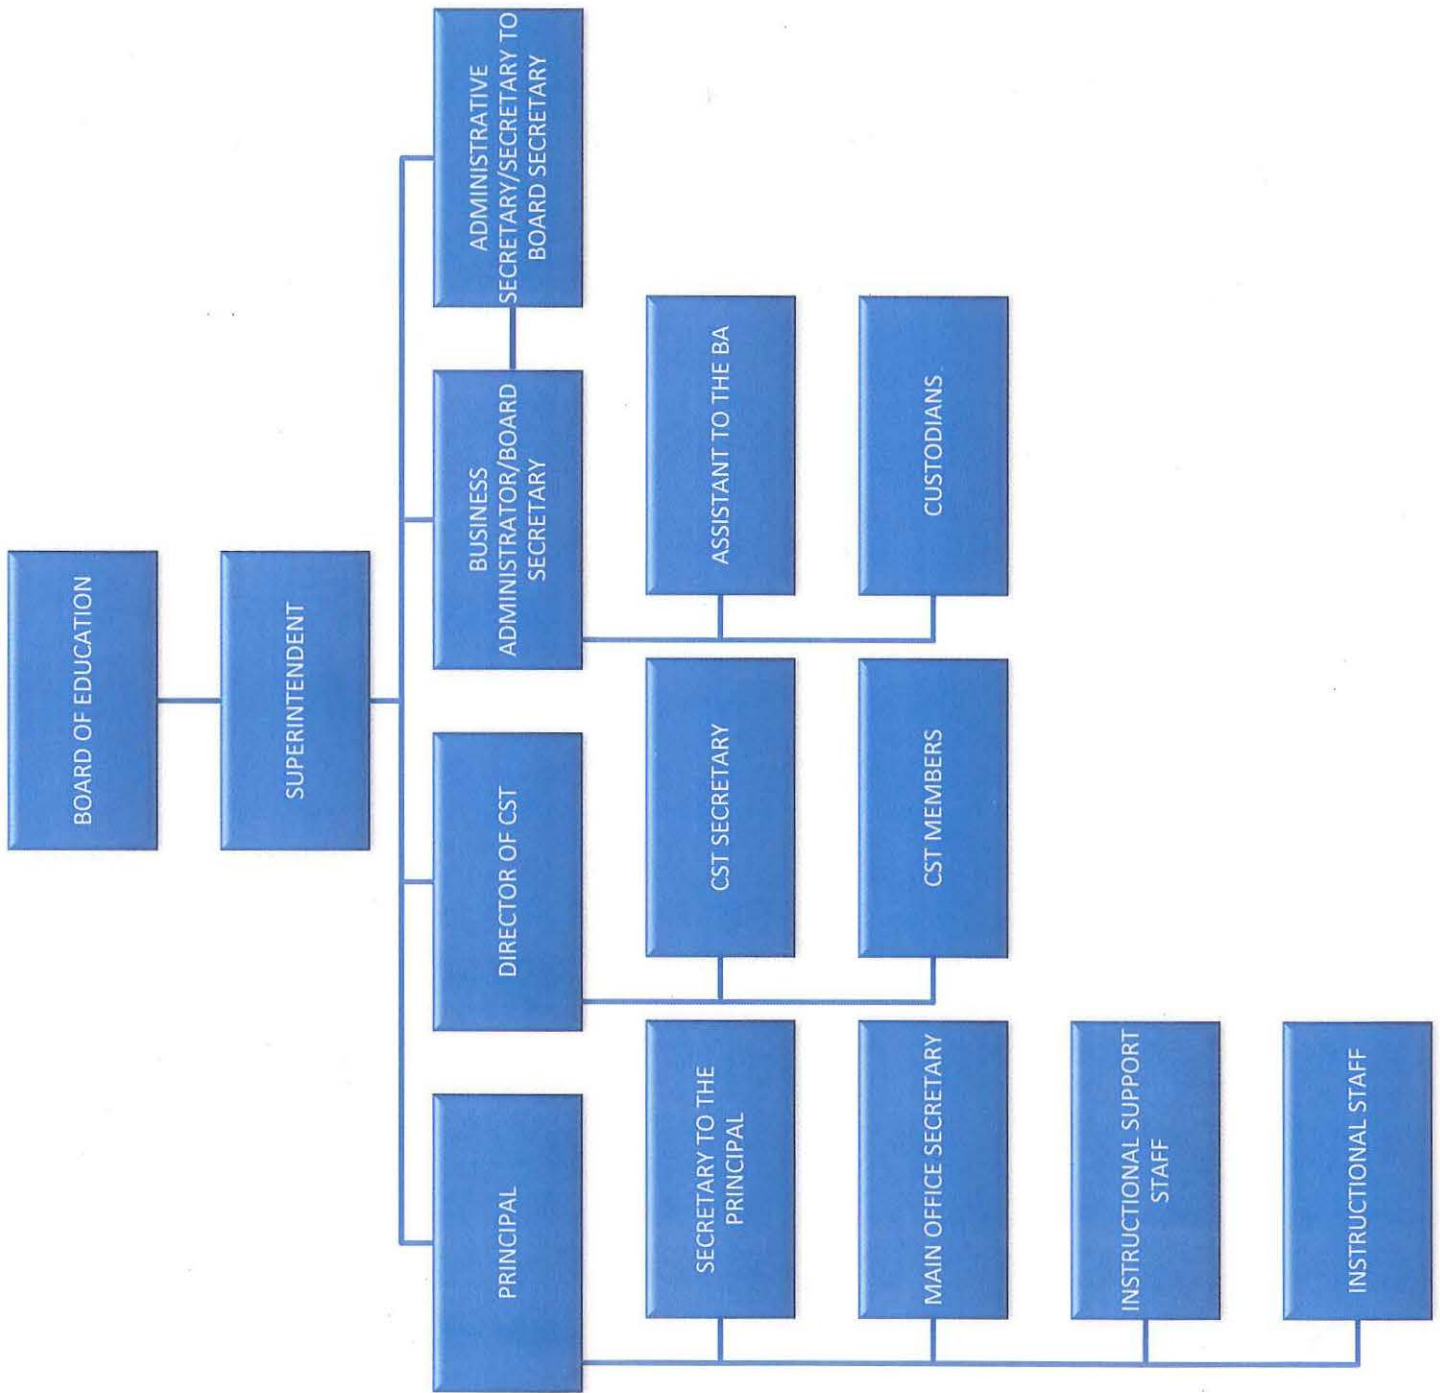 BOARD OF EDUCATION
SUPERINTENDENT
PRINCIPAL
DIRECTOR OF CST
BUSINESS
ADMINISTRATOR/BOARD
SECRETARY
ADMINISTRATIVE
SECRETARY/SECRETARY TO
BOARD SECRETARY
SECRETARY TO THE
PRINCIPAL
MAIN OFFICE SECRETARY
INSTRUCTIONAL SUPPORT
STAFF
INSTRUCTIONAL STAFF
CST SECRETARY
CST MEMBERS
ASSISTANT TO THE BA
CUSTODIANS